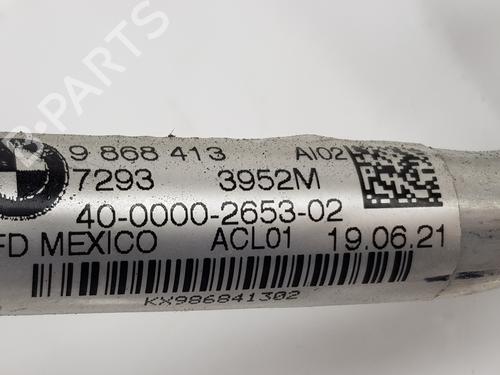 9 868 413 AI02
7293 3952M
40-0000-2653-02
FD MEXICO ACL01 19.06.21
KX986841302
B-PARTS